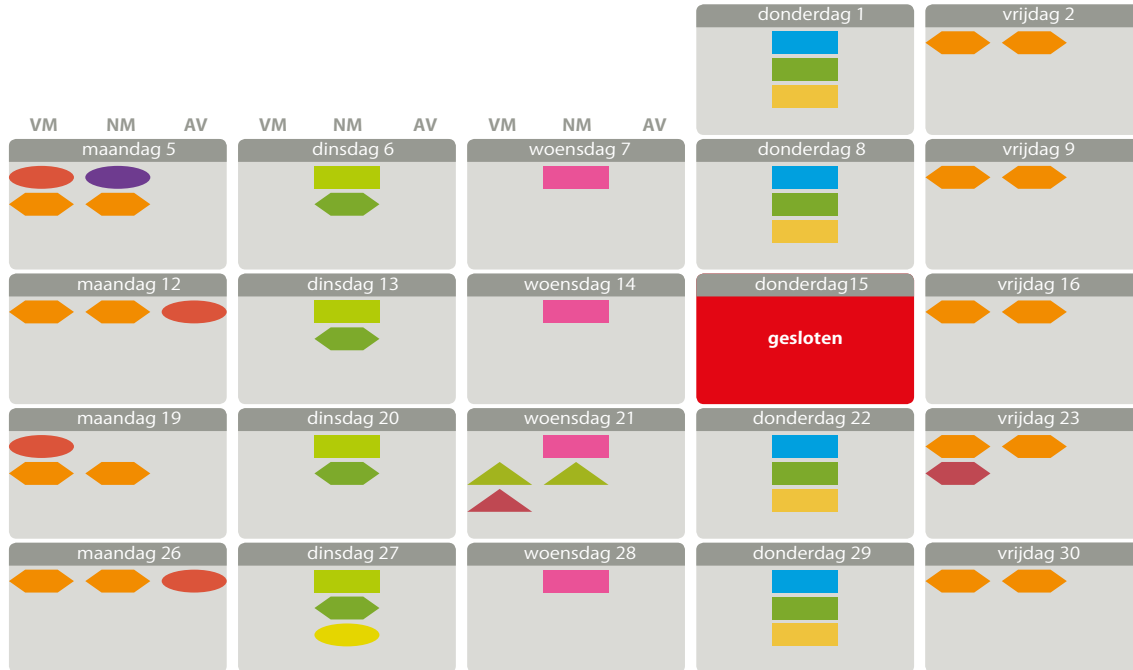 donderdag 1 vrijdag 2
VM NM AV VM NM AV VM NM AV
maandag 5 dinsdag 6 woensdag 7 donderdag 8 vrijdag 9
maandag 12 dinsdag 13 woensdag 14 donderdag15 vrijdag 16
gesloten
maandag 19 dinsdag 20 woensdag 21 donderdag 22 vrijdag 23
maandag 26 dinsdag 27 woensdag 28 donderdag 29 vrijdag 30